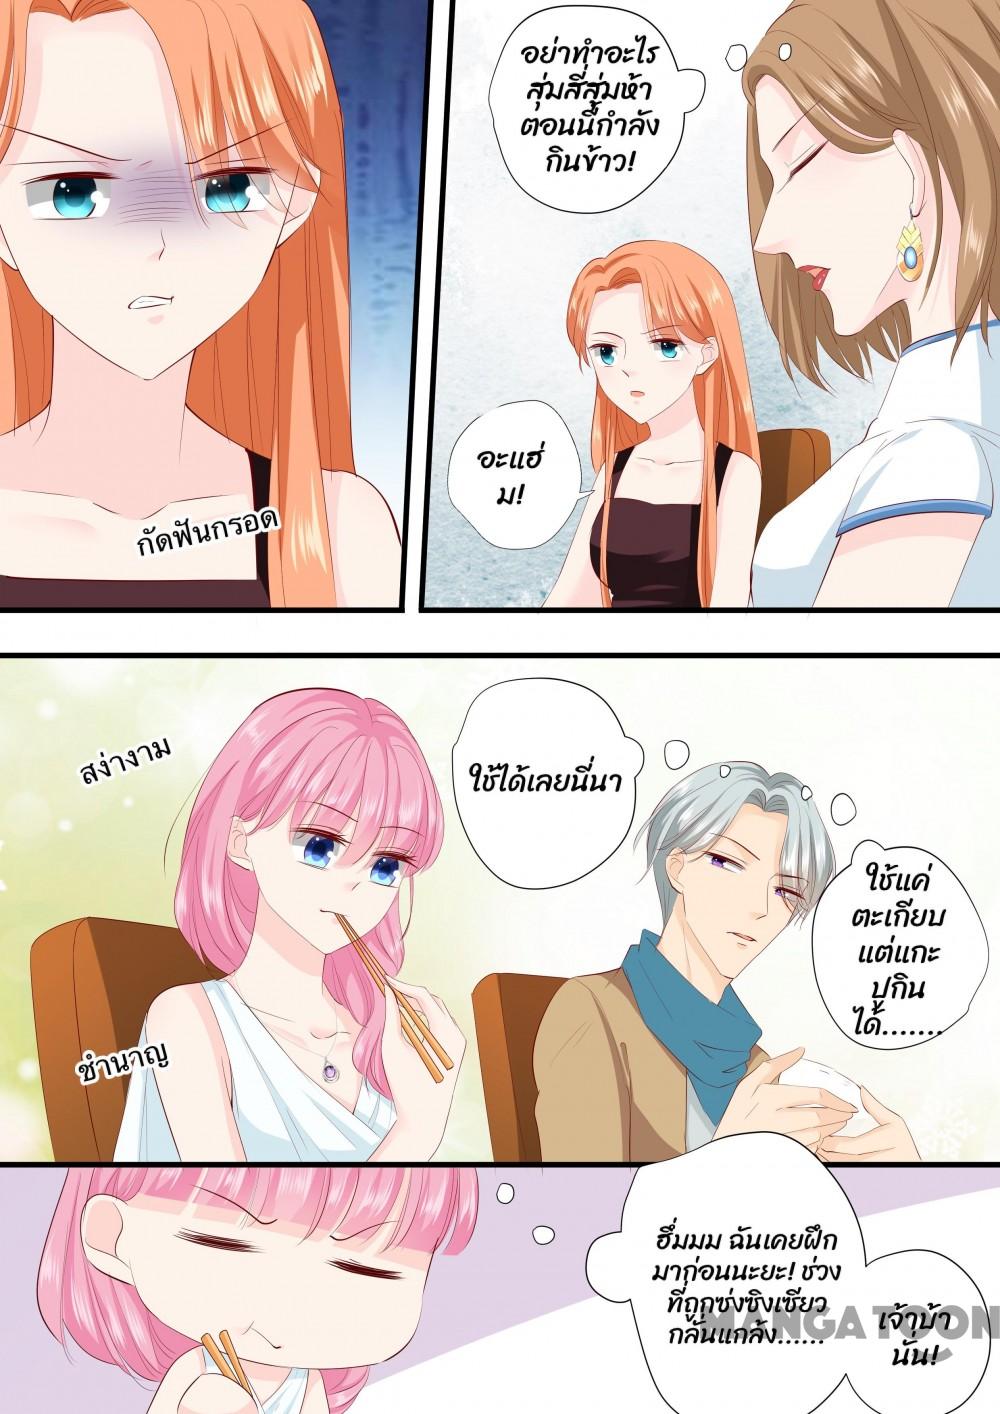 กัดฟันกรอด
อย่าทำอะไร
สุ่มสี่สุ่มห้า
ตอนนี้กำลัง
กินข้าว!
อะแฮ่
ม!
สง่างาม
ชำนาญ
ใช้ได้เลยนี่นา
ใช้แค่
ตะเกียบ
แต่แกะ
ปูกิน
ได้.......
ฮึ่มมม ฉันเคยฝึก
มาก่อนนะยะ! ช่วง
ที่ถูกซ่งซิงเซียว
กลั่นแกล้ง......
เจ้าบ้า
นั่น!
MANGATOON